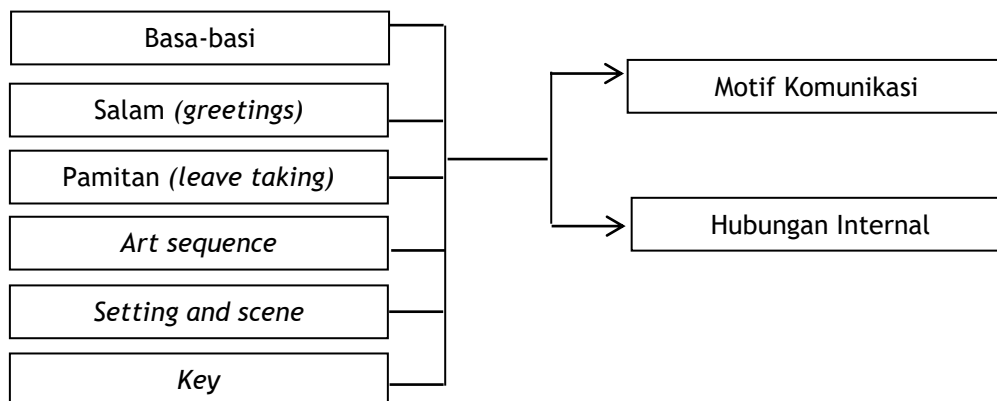 Basa-basi
Salam (greetings)
Pamitan (leave taking)
Art sequence
Setting and scene
Key
Motif Komunikasi
Hubungan Internal